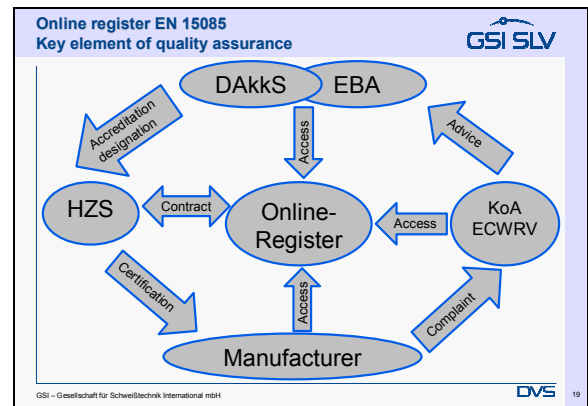 Online register EN 15085
Key element of quality assurance
GSI SLV
DAkkS
EBA
Accreditation
designation
Access
Advice
HZS
Contract
Online-
Register
Access
KoA
ECWRV
Certification
Access
Complaint
Manufacturer
GSI – Gesellschaft für Schweißtechnik International mbH
DVS
19